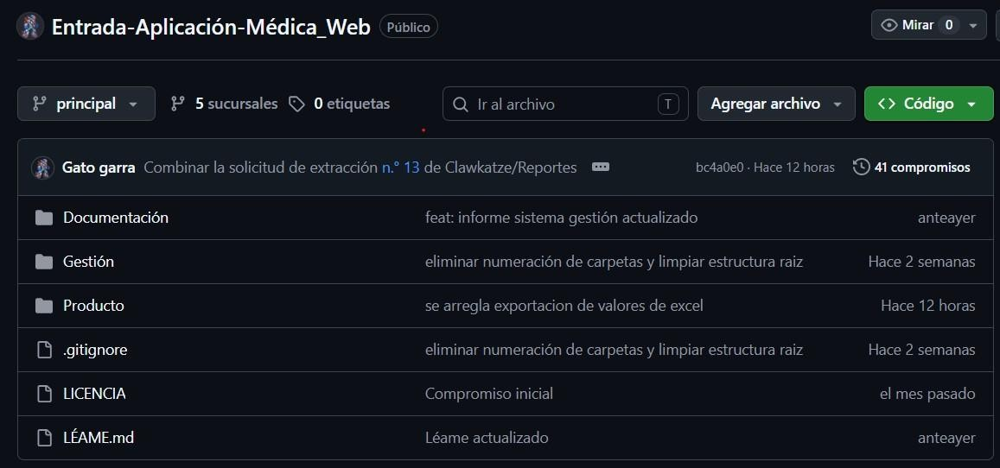 Entrada-Aplicación-Médica_Web Público Mirar 0
principal 5 sucursales 0 etiquetas Ir al archivo T Agregar archivo Código
Gato garra Combinar la solicitud de extracción n.° 13 de Clawkatze/Reportes bc4a0e0 · Hace 12 horas 41 compromisos
Documentación feat: informe sistema gestión actualizado anteayer
Gestión eliminar numeración de carpetas y limpiar estructura raiz Hace 2 semanas
Producto se arregla exportacion de valores de excel Hace 12 horas
.gitignore eliminar numeración de carpetas y limpiar estructura raiz Hace 2 semanas
LICENCIA Compromiso inicial el mes pasado
LÉAME.md Léame actualizado anteayer